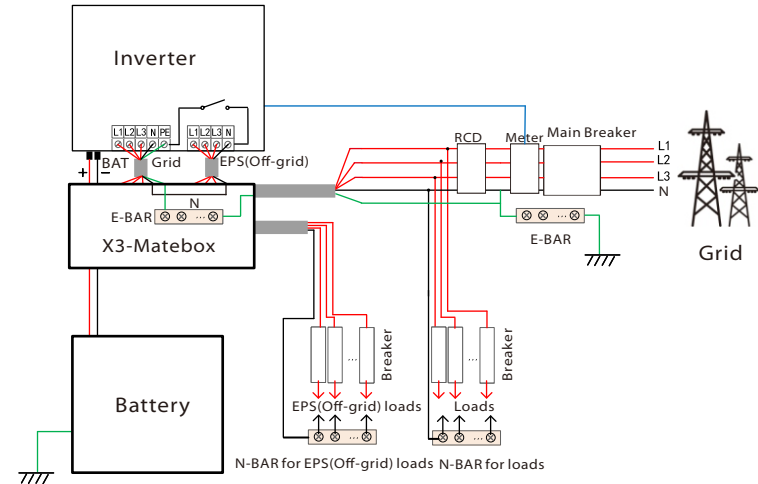 Inverter
L1 L2 L3 N PE
L1 L2 L3 N
BAT
Grid
EPS(Off-grid)
+
−
N
E-BAR
...
X3-Matebox
RCD
Meter
Main Breaker
L1
L2
L3
N
...
E-BAR
Grid
...
Breaker
...
Breaker
Battery
EPS(Off-grid) loads
Loads
...
...
N-BAR for EPS(Off-grid) loads
N-BAR for loads